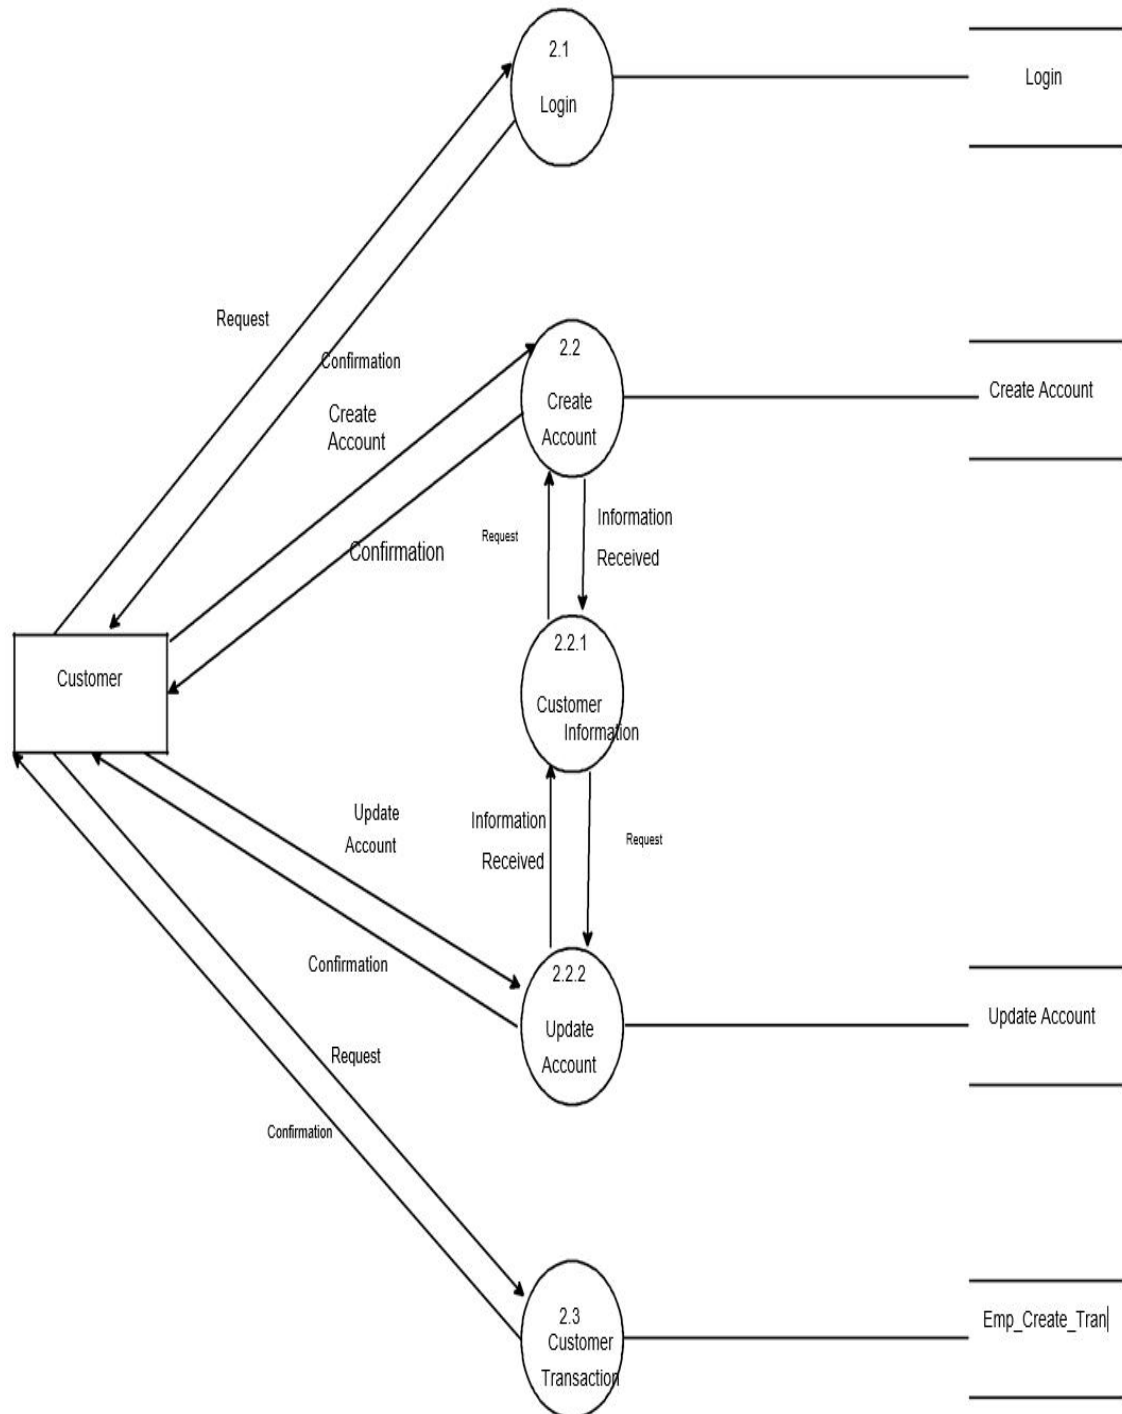 2.1
Login
Login
Request
Confirmation
2.2
Create
Account
Create Account
Create
Account
Confirmation
Request
Information
Received
2.2.1
Customer
Information
Customer
Update
Account
Information
Received
Request
Confirmation
2.2.2
Update
Account
Update Account
Request
Confirmation
2.3
Customer
Transaction
Emp_Create_Tran